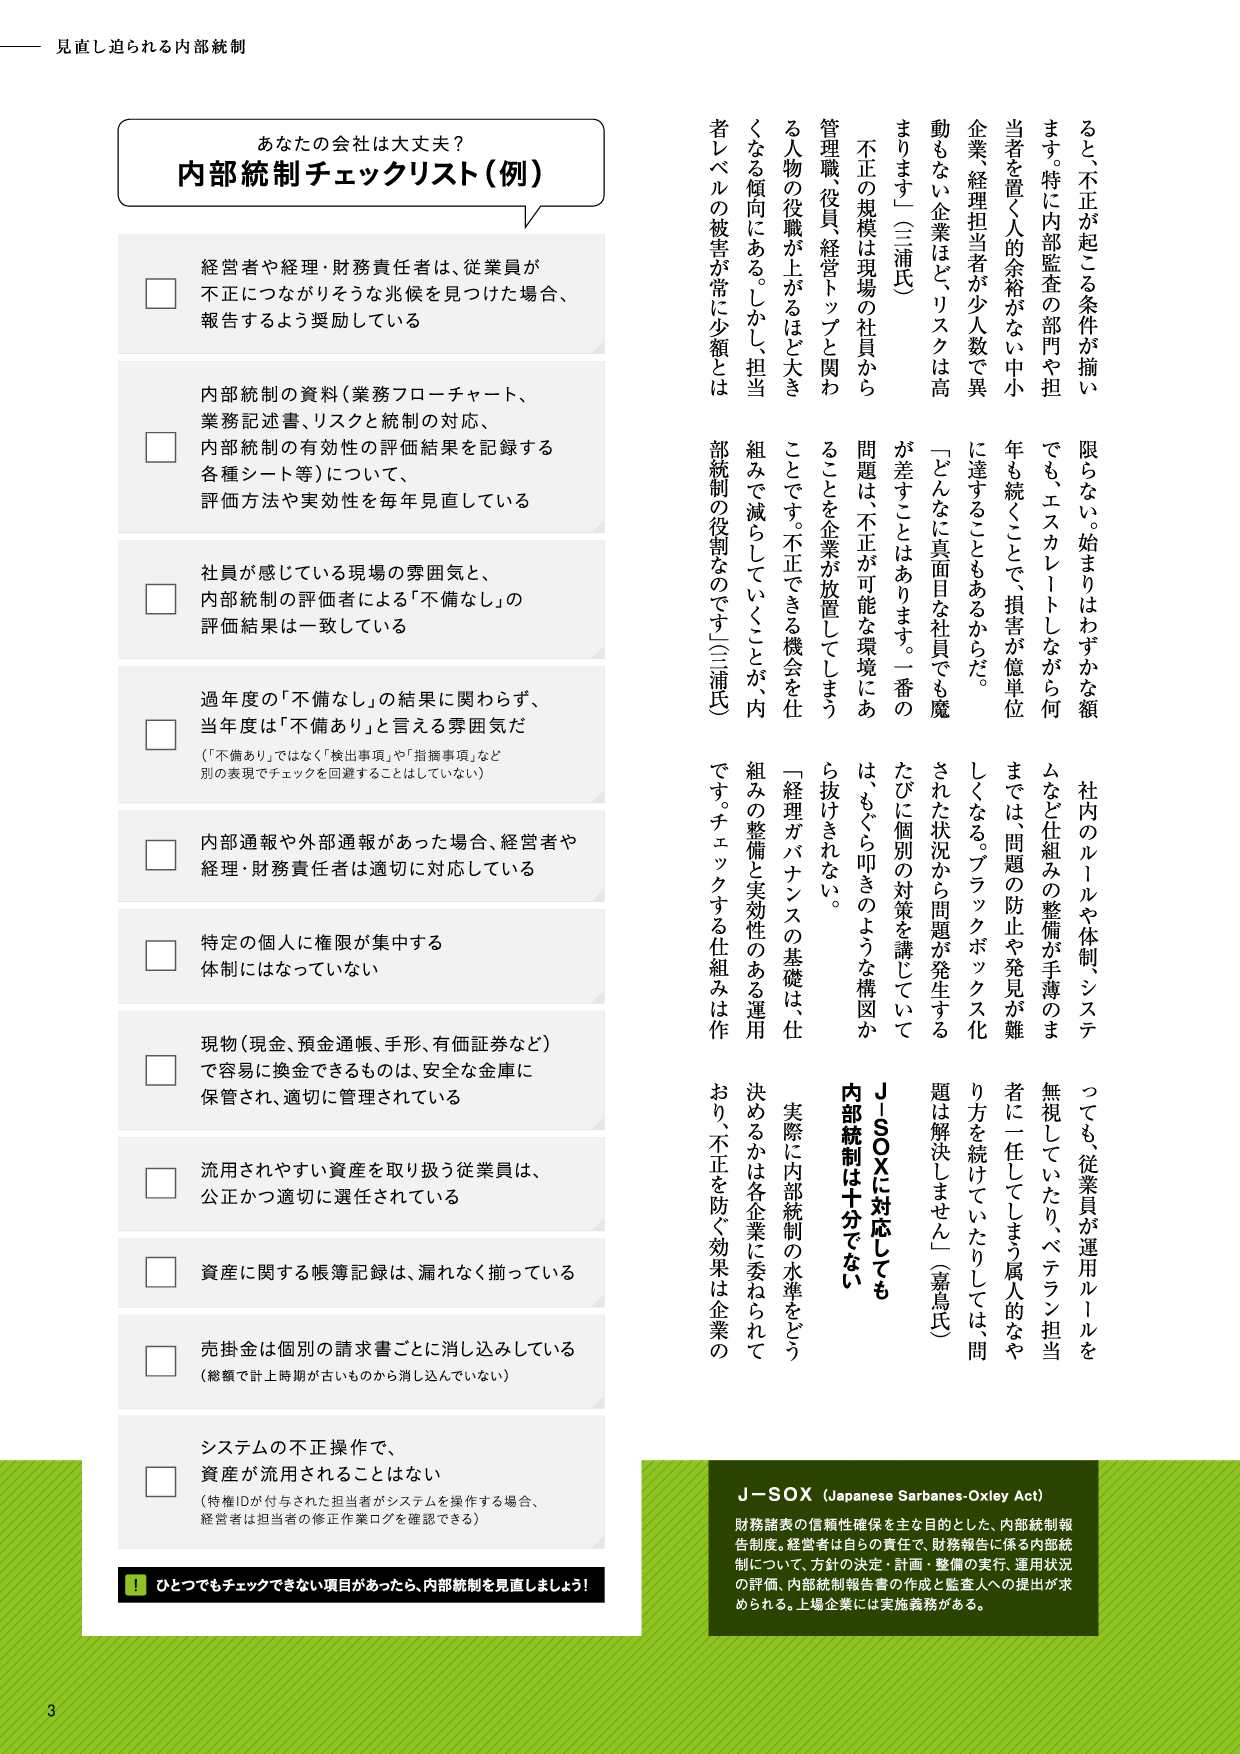 見直し迫られる内部統制
ると、不正が起こる条件が揃い
ます。特に内部監査の部門や担
当者を置く人的余裕がない中小
企業、経理担当者が少人数で異
動もない企業ほど、リスクは高
まります」（三浦氏）
不正の規模は現場の社員から
管理職、役員、経営トップと関わ
る人物の役職が上がるほど大き
くなる傾向にある。しかし、担当
者レベルの被害が常に少額とは
限らない。始まりはわずかな額
でも、エスカレートしながら何
年も続くことで、損害が億単位
に達することもあるからだ。
「どんなに真面目な社員でも魔
が差すことはあります。一番の
問題は、不正が可能な環境にあ
ることを企業が放置してしまう
ことです。不正できる機会を仕
組みで減らしていくことが、内
部統制の役割なのです」（三浦氏）
社内のルールや体制、システ
ムなど仕組みの整備が手薄のま
までは、問題の防止や発見が難
しくなる。ブラックボックス化
された状況から問題が発生する
たびに個別の対策を講じていて
は、もぐら叩きのような構図か
ら抜けきれない。
「経理ガバナンスの基礎は、仕
組みの整備と実効性のある運用
です。チェックする仕組みは作
っても、従業員が運用ルールを
無視していたり、ベテラン担当
者に一任してしまう属人的なや
り方を続けていたりしては、問
題は解決しません」（嘉鳥氏）
J−SOXに対応しても
内部統制は十分でない
実際に内部統制の水準をどう
決めるかは各企業に委ねられて
おり、不正を防ぐ効果は企業の
あなたの会社は大丈夫？
内部統制チェックリスト（例）
経営者や経理・財務責任者は、従業員が
不正につながりそうな兆候を見つけた場合、
報告するよう奨励している
内部統制の資料（業務フローチャート、
業務記述書、リスクと統制の対応、
内部統制の有効性の評価結果を記録する
各種シート等）について、
評価方法や実効性を毎年見直している
社員が感じている現場の雰囲気と、
内部統制の評価者による「不備なし」の
評価結果は一致している
過年度の「不備なし」の結果に関わらず、
当年度は「不備あり」と言える雰囲気だ
（「不備あり」ではなく「検出事項」や「指摘事項」など
別の表現でチェックを回避することはしていない）
内部通報や外部通報があった場合、経営者や
経理・財務責任者は適切に対応している
特定の個人に権限が集中する
体制にはなっていない
現物（現金、預金通帳、手形、有価証券など）
で容易に換金できるものは、安全な金庫に
保管され、適切に管理されている
流用されやすい資産を取り扱う従業員は、
公正かつ適切に選任されている
資産に関する帳簿記録は、漏れなく揃っている
売掛金は個別の請求書ごとに消し込みしている
（総額で計上時期が古いものから消し込んでいない）
システムの不正操作で、
資産が流用されることはない
（特権IDが付与された担当者がシステムを操作する場合、
経営者は担当者の修正作業ログを確認できる）
! ひとつでもチェックできない項目があったら、内部統制を見直しましょう！
J−SOX（Japanese Sarbanes-Oxley Act）
財務諸表の信頼性確保を主な目的とした、内部統制報
告制度。経営者は自らの責任で、財務報告に係る内部統
制について、方針の決定・計画・整備の実行、運用状況
の評価、内部統制報告書の作成と監査人への提出が求
められる。上場企業には実施義務がある。
3